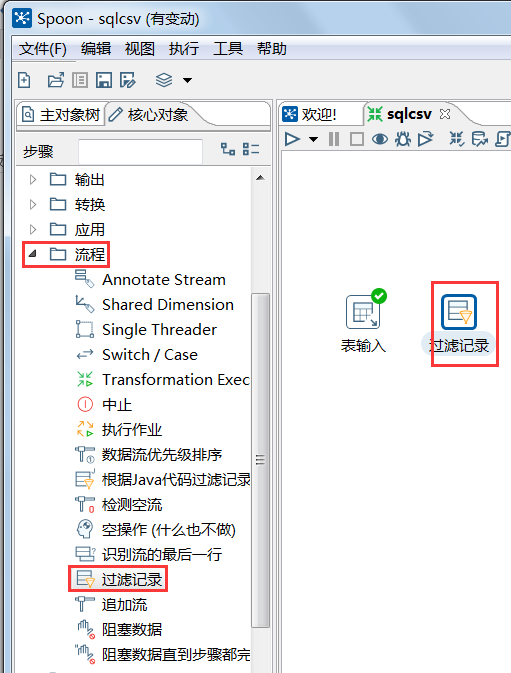 Spoon - sqlcsv (有变动)
文件(F) 编辑 视图 执行 工具 帮助
主对象树 核心对象
欢迎! sqlcsv
步骤
输出
转换
应用
流程
Annotate Stream
Shared Dimension
Single Threader
Switch / Case
Transformation Exec
中止
执行作业
数据流优先级排序
根据Java代码过滤记录
检测空流
空操作 (什么也不做)
识别流的最后一行
过滤记录
追加流
阻塞数据
阻塞数据直到步骤都完
表输入
过滤记录